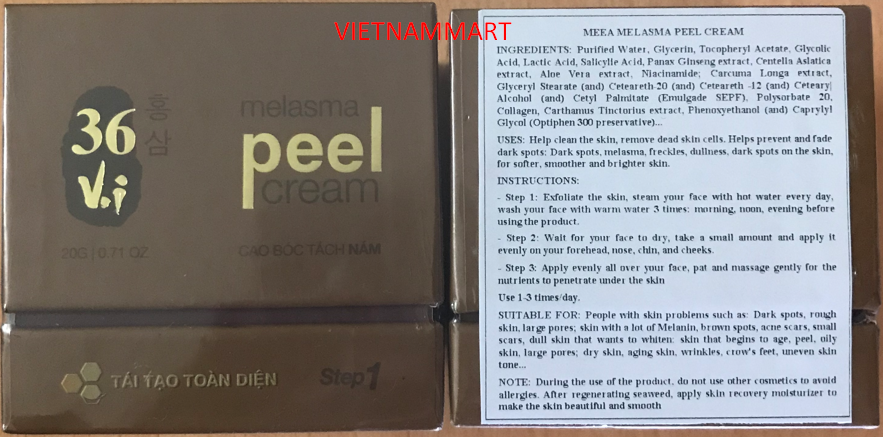 VIETNAMMART
36
Vị
홍
삼
melasma
peel
cream
20G | 0.71 OZ
CAO BÓC TÁCH NÁM
TÁI TẠO TOÀN DIỆN
Step 1
MEEA MELASMA PEEL CREAM
INGREDIENTS: Purified Water, Glycerin, Tocopheryl Acetate, Glycolic
Acid, Lactic Acid, Salicylic Acid, Panax Ginseng extract, Centella Asiatica
extract, Aloe Vera extract, Niacinamide; Carcuma Longa extract,
Glyceryl Stearate (and) Ceteareth-20 (and) Ceteareth -12 (and) Ceteary|
Alcohol (and) Cetyl Palmitate (Emulgade SEPF), Polysorbate 20,
Collagen, Carthamus Tinctorius extract, Phenoxyethanol (and) Caprylyl
Glycol (Optiphen 300 preservative)...
USES: Help clean the skin, remove dead skin cells. Helps prevent and fade
dark spots: Dark spots, melasma, freckles, dullness, dark spots on the skin,
for softer, smoother and brighter skin.
INSTRUCTIONS:
- Step 1: Exfoliate the skin, steam your face with hot water every day,
wash your face with warm water 3 times: morning, noon, evening before
using the product.
- Step 2: Wait for your face to dry, take a small amount and apply it
evenly on your forehead, nose, chin, and cheeks.
- Step 3: Apply evenly all over your face, pat and massage gently for the
nutrients to penetrate under the skin
Use 1-3 times/day.
SUITABLE FOR: People with skin problems such as: Dark spots, rough
skin, large pores; skin with a lot of Melanin, brown spots, acne scars, small
scars, dull skin that wants to whiten: skin that begins to age, peel, oily
skin, large pores; dry skin, aging skin, wrinkles, crow's feet, uneven skin
tone...
NOTE: During the use of the product, do not use other cosmetics to avoid
allergies. After regenerating seaweed, apply skin recovery moisturizer to
make the skin beautiful and smooth